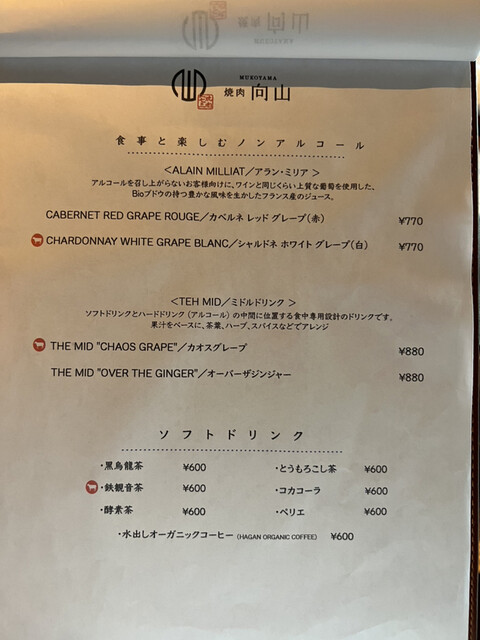 MUKOYAMA
焼肉 向山
食事と楽しむノンアルコール
＜ALAIN MILLIAT／アラン・ミリア ＞
アルコールを召し上がらないお客様向けに、ワインと同じくらい上質な葡萄を使用した、
Bioブドウの持つ豊かな風味を生かしたフランス産のジュース。
CABERNET RED GRAPE ROUGE／カベルネ レッド グレープ（赤） ¥770
CHARDONNAY WHITE GRAPE BLANC／シャルドネ ホワイト グレープ（白） ¥770
＜TEH MID／ミドルドリンク ＞
ソフトドリンクとハードドリンク（アルコール）の中間に位置する食中専用設計のドリンクです。
果汁をベースに、茶葉、ハーブ、スパイスなどでアレンジ
THE MID "CHAOS GRAPE"／カオスグレープ ¥880
THE MID "OVER THE GINGER"／オーバーザジンジャー ¥880
ソフトドリンク
・黒烏龍茶 ¥600 ・とうもろこし茶 ¥600
・鉄観音茶 ¥600 ・コカコーラ ¥600
・酵素茶 ¥600 ・ペリエ ¥600
・水出しオーガニックコーヒー（HAGAN ORGANIC COFFEE） ¥600